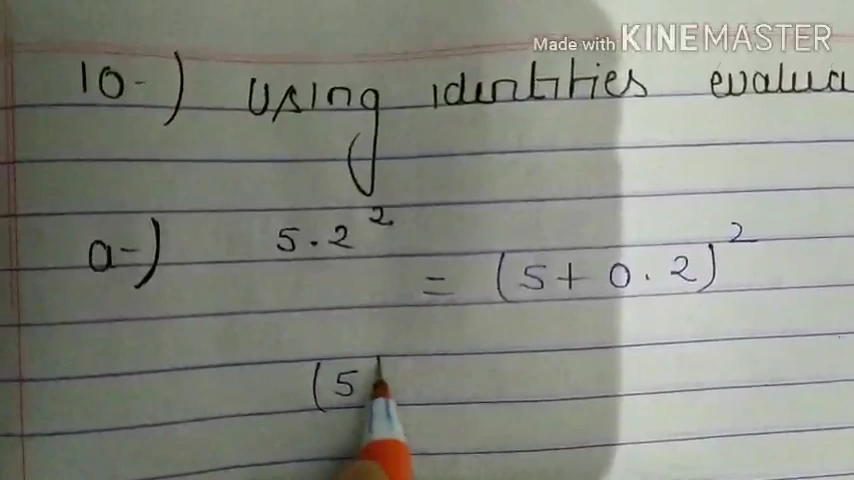 Made with KINEMASTER
10-) Using identities evalua
a-) 5.2²
= (5+0.2)²
(5